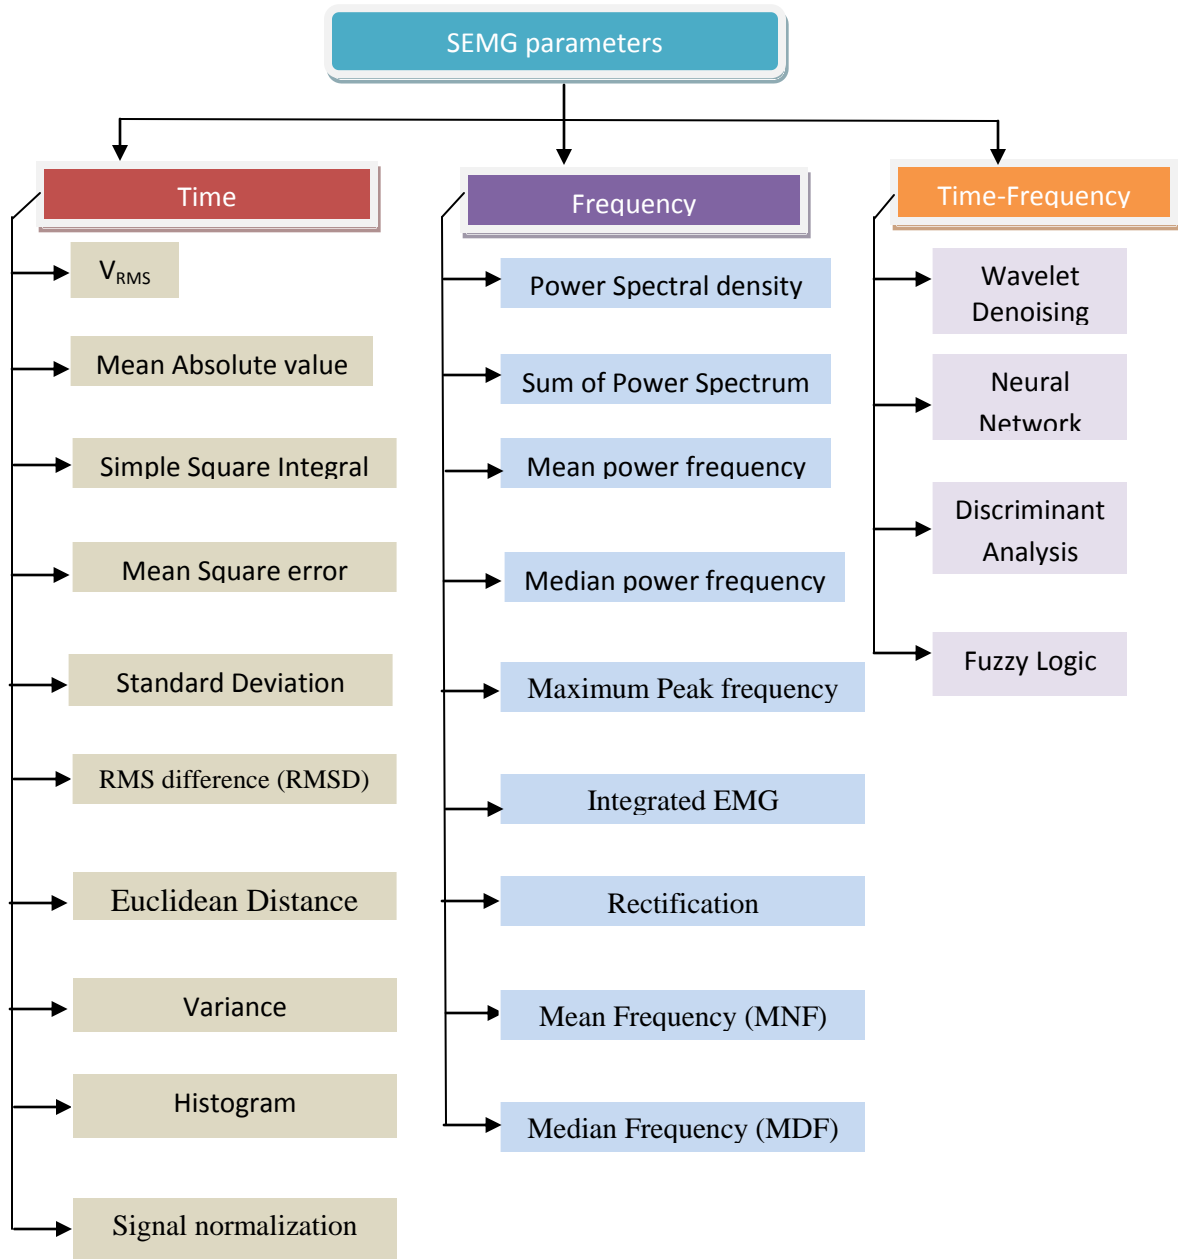 SEMG parameters
Time
V_RMS
Mean Absolute value
Simple Square Integral
Mean Square error
Standard Deviation
RMS difference (RMSD)
Euclidean Distance
Variance
Histogram
Signal normalization
Frequency
Power Spectral density
Sum of Power Spectrum
Mean power frequency
Median power frequency
Maximum Peak frequency
Integrated EMG
Rectification
Mean Frequency (MNF)
Median Frequency (MDF)
Time-Frequency
Wavelet
Denoising
Neural
Network
Discriminant
Analysis
Fuzzy Logic